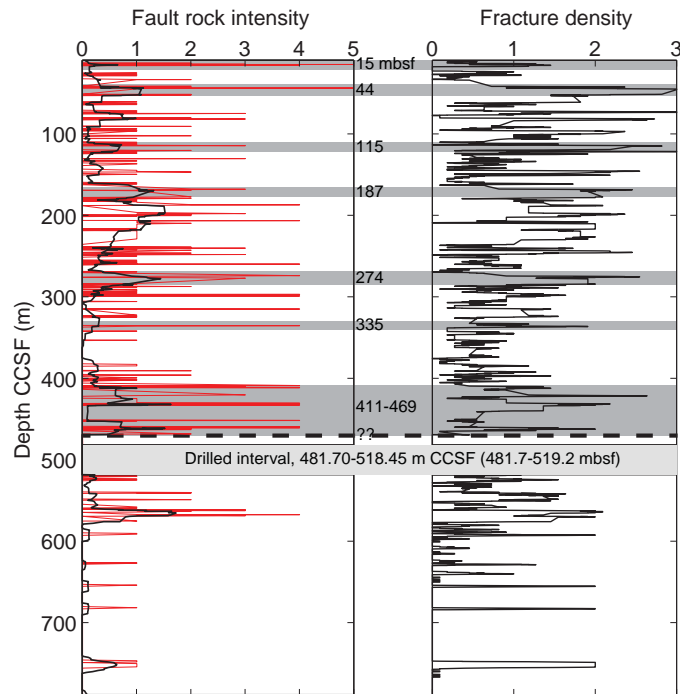 Fault rock intensity
Fracture density
0 1 2 3 4 5
0 1 2 3
15 mbsf
44
100
115
187
200
274
300
335
400
411-469
??
500
Drilled interval, 481.70-518.45 m CCSF (481.7-519.2 mbsf)
600
700
Depth CCSF (m)